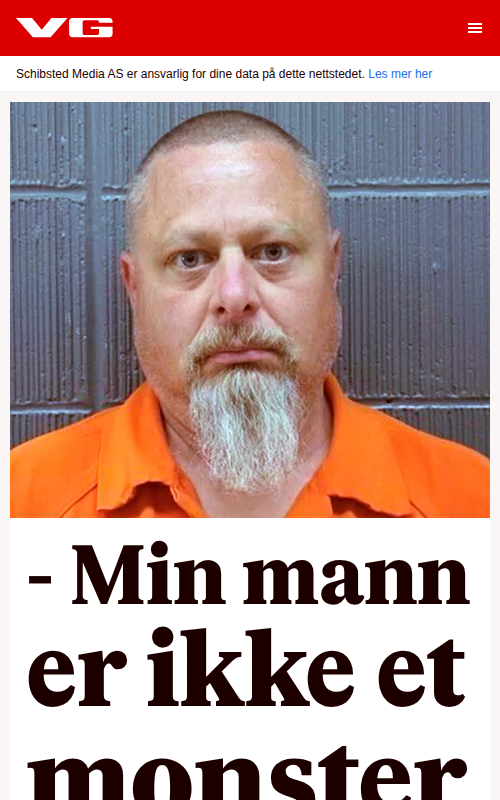 VG
Schibsted Media AS er ansvarlig for dine data på dette nettstedet. Les mer her
- Min mann
er ikke et
monster